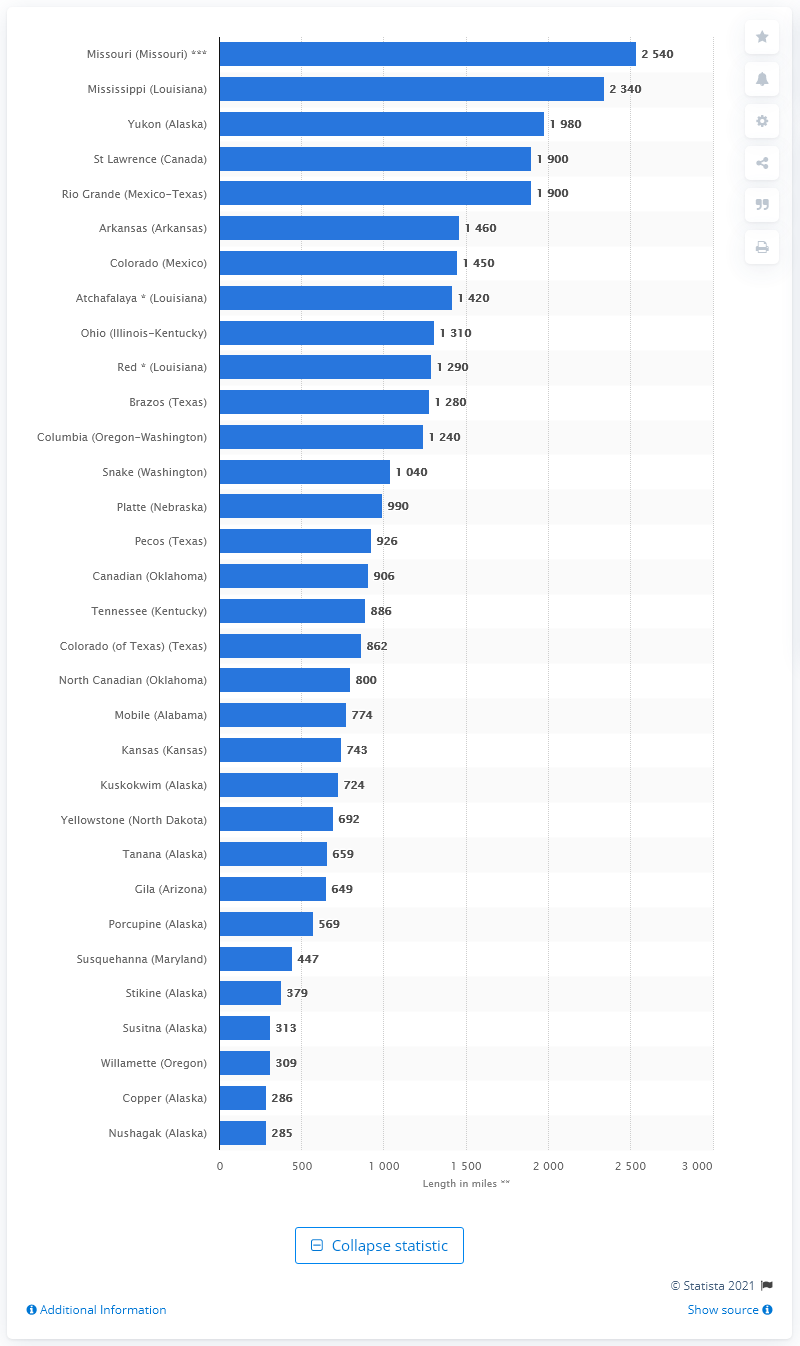 Missouri (Missouri) *** 2 540
Mississippi (Louisiana) 2 340
Yukon (Alaska) 1 980
St Lawrence (Canada) 1 900
Rio Grande (Mexico-Texas) 1 900
Arkansas (Arkansas) 1 460
Colorado (Mexico) 1 450
Atchafalaya * (Louisiana) 1 420
Ohio (Illinois-Kentucky) 1 310
Red * (Louisiana) 1 290
Brazos (Texas) 1 280
Columbia (Oregon-Washington) 1 240
Snake (Washington) 1 040
Platte (Nebraska) 990
Pecos (Texas) 926
Canadian (Oklahoma) 906
Tennessee (Kentucky) 886
Colorado (of Texas) (Texas) 862
North Canadian (Oklahoma) 800
Mobile (Alabama) 774
Kansas (Kansas) 743
Kuskokwim (Alaska) 724
Yellowstone (North Dakota) 692
Tanana (Alaska) 659
Gila (Arizona) 649
Porcupine (Alaska) 569
Susquehanna (Maryland) 447
Stikine (Alaska) 379
Susitna (Alaska) 313
Willamette (Oregon) 309
Copper (Alaska) 286
Nushagak (Alaska) 285
0 500 1 000 1 500 2 000 2 500 3 000
Length in miles **
Collapse statistic
© Statista 2021
Additional Information Show source